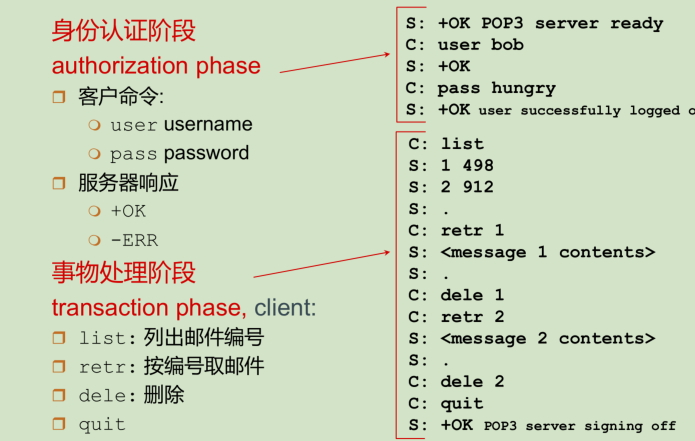 身份认证阶段
authorization phase
客户命令:
user username
pass password
服务器响应
+OK
-ERR
事物处理阶段
transaction phase, client:
list: 列出邮件编号
retr: 按编号取邮件
dele: 删除
quit
S: +OK POP3 server ready
C: user bob
S: +OK
C: pass hungry
S: +OK user successfully logged
C: list
S: 1 498
S: 2 912
S: .
C: retr 1
S: <message 1 contents>
S: .
C: dele 1
C: retr 2
S: <message 2 contents>
S: .
C: dele 2
C: quit
S: +OK POP3 server signing off